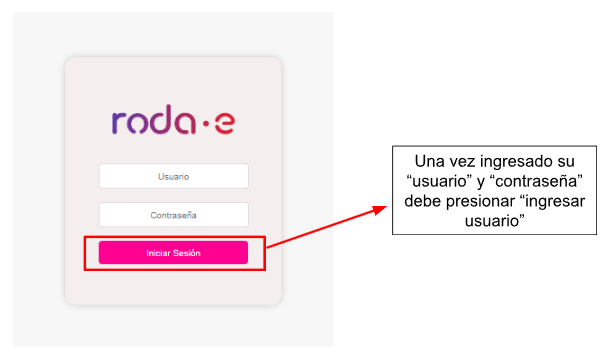 roda·e
Usuario
Contraseña
Iniciar Sesión
Una vez ingresado su
“usuario” y “contraseña”
debe presionar “ingresar
usuario”